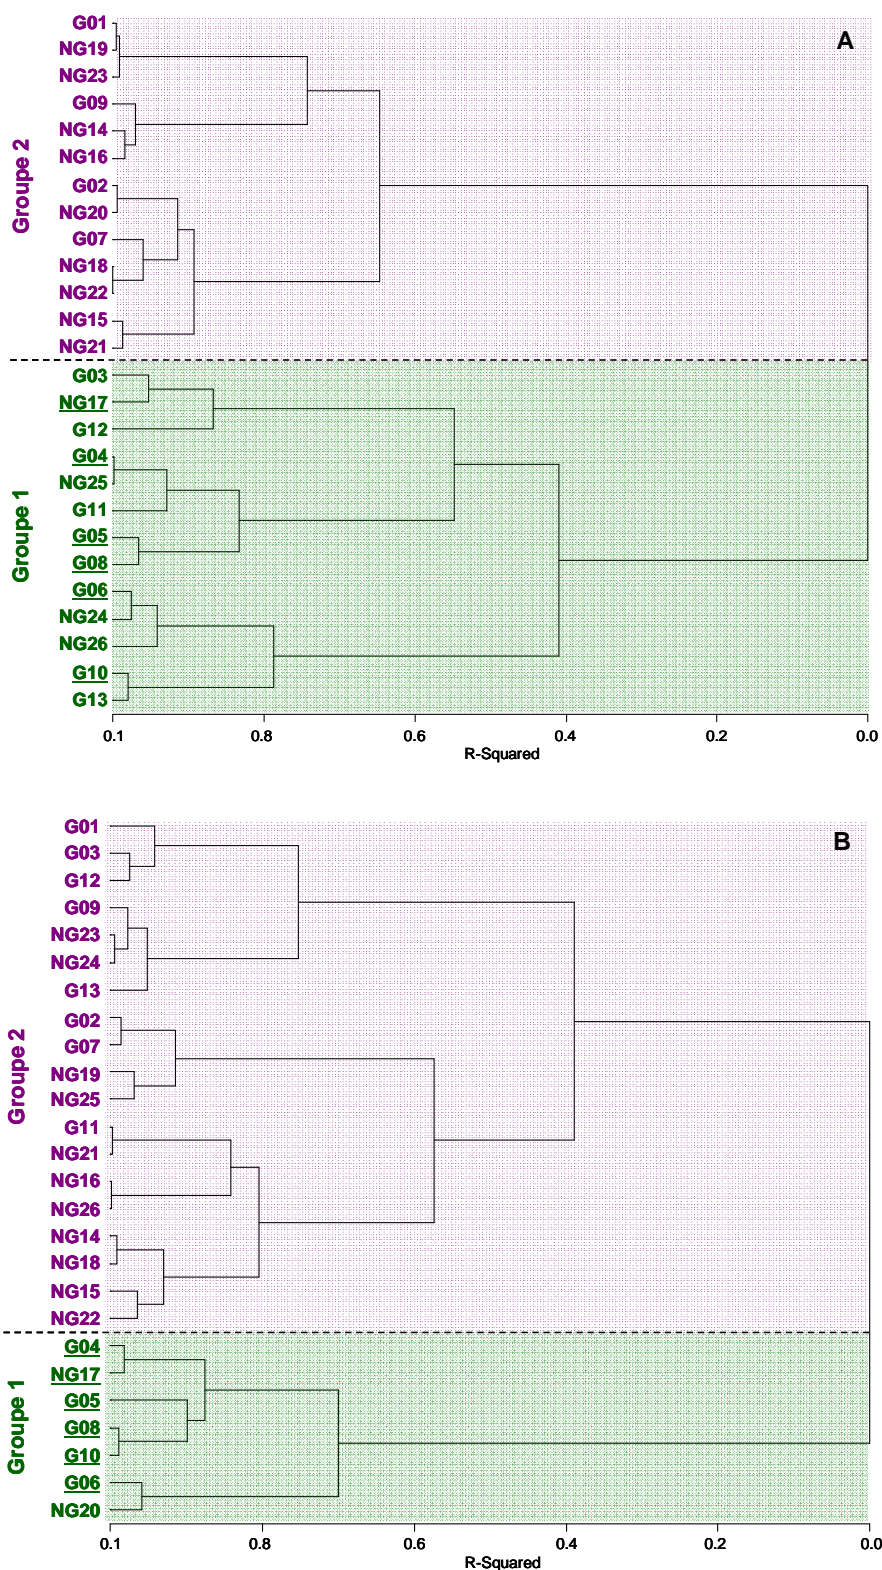 A
G01
NG19
NG23
G09
NG14
NG16
G02
NG20
G07
NG18
NG22
NG15
NG21
Groupe 2
G03
NG17
G12
G04
NG25
G11
G05
G08
G06
NG24
NG26
G10
G13
Groupe 1
0.1 0.8 0.6 0.4 0.2 0.0
R-Squared
B
G01
G03
G12
G09
NG23
NG24
G13
G02
G07
NG19
NG25
G11
NG21
NG16
NG26
NG14
NG18
NG15
NG22
Groupe 2
G04
NG17
G05
G08
G10
G06
NG20
Groupe 1
0.1 0.8 0.6 0.4 0.2 0.0
R-Squared